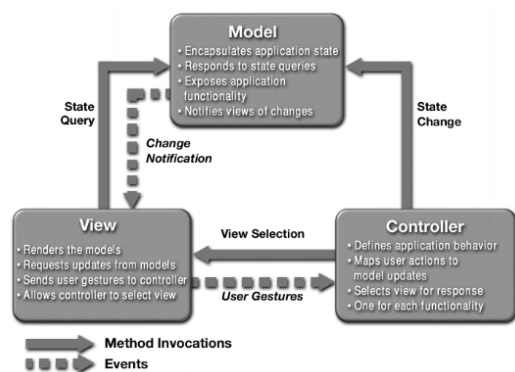 Model
• Encapsulates application state
• Responds to state queries
• Exposes application
functionality
• Notifies views of changes
State
Query
Change
Notification
State
Change
View
• Renders the models
• Requests updates from models
• Sends user gestures to controller
• Allows controller to select view
View Selection
User Gestures
Controller
• Defines application behavior
• Maps user actions to
model updates
• Selects view for response
• One for each functionality
Method Invocations
Events